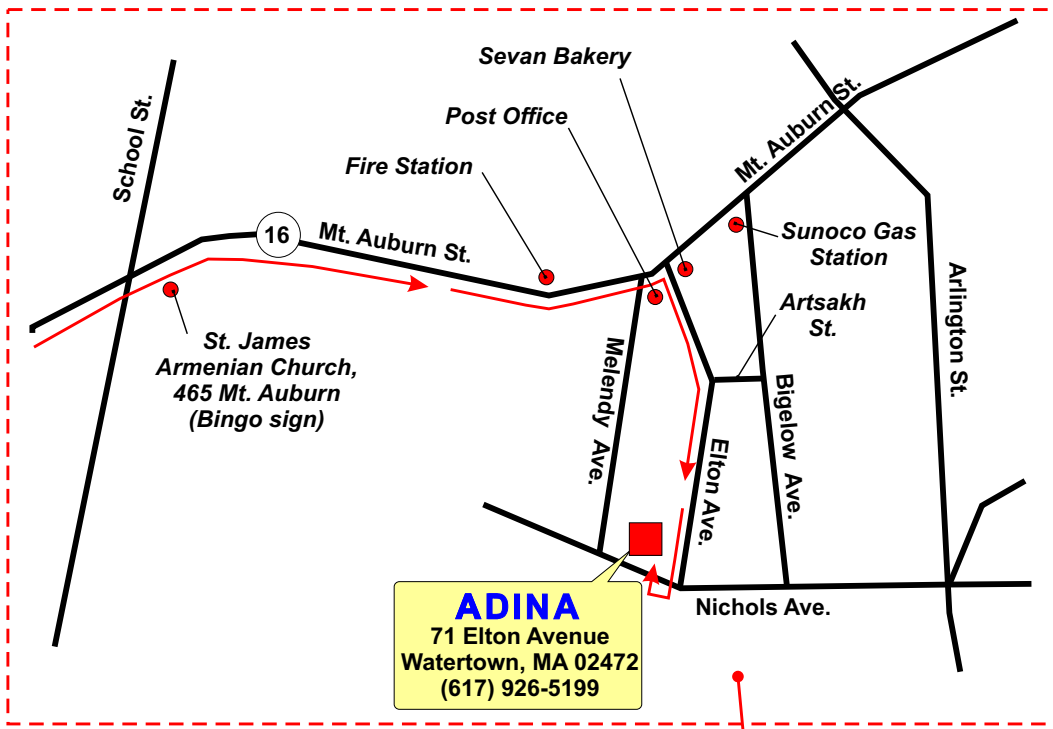 Sevan Bakery
Post Office
Fire Station
School St.
16
Mt. Auburn St.
Mt. Auburn St.
Sunoco Gas
Station
Artsakh
St.
Arlington St.
St. James
Armenian Church,
465 Mt. Auburn
(Bingo sign)
Melendy Ave.
Elton Ave.
Bigelow Ave.
Nichols Ave.
ADINA
71 Elton Avenue
Watertown, MA 02472
(617) 926-5199